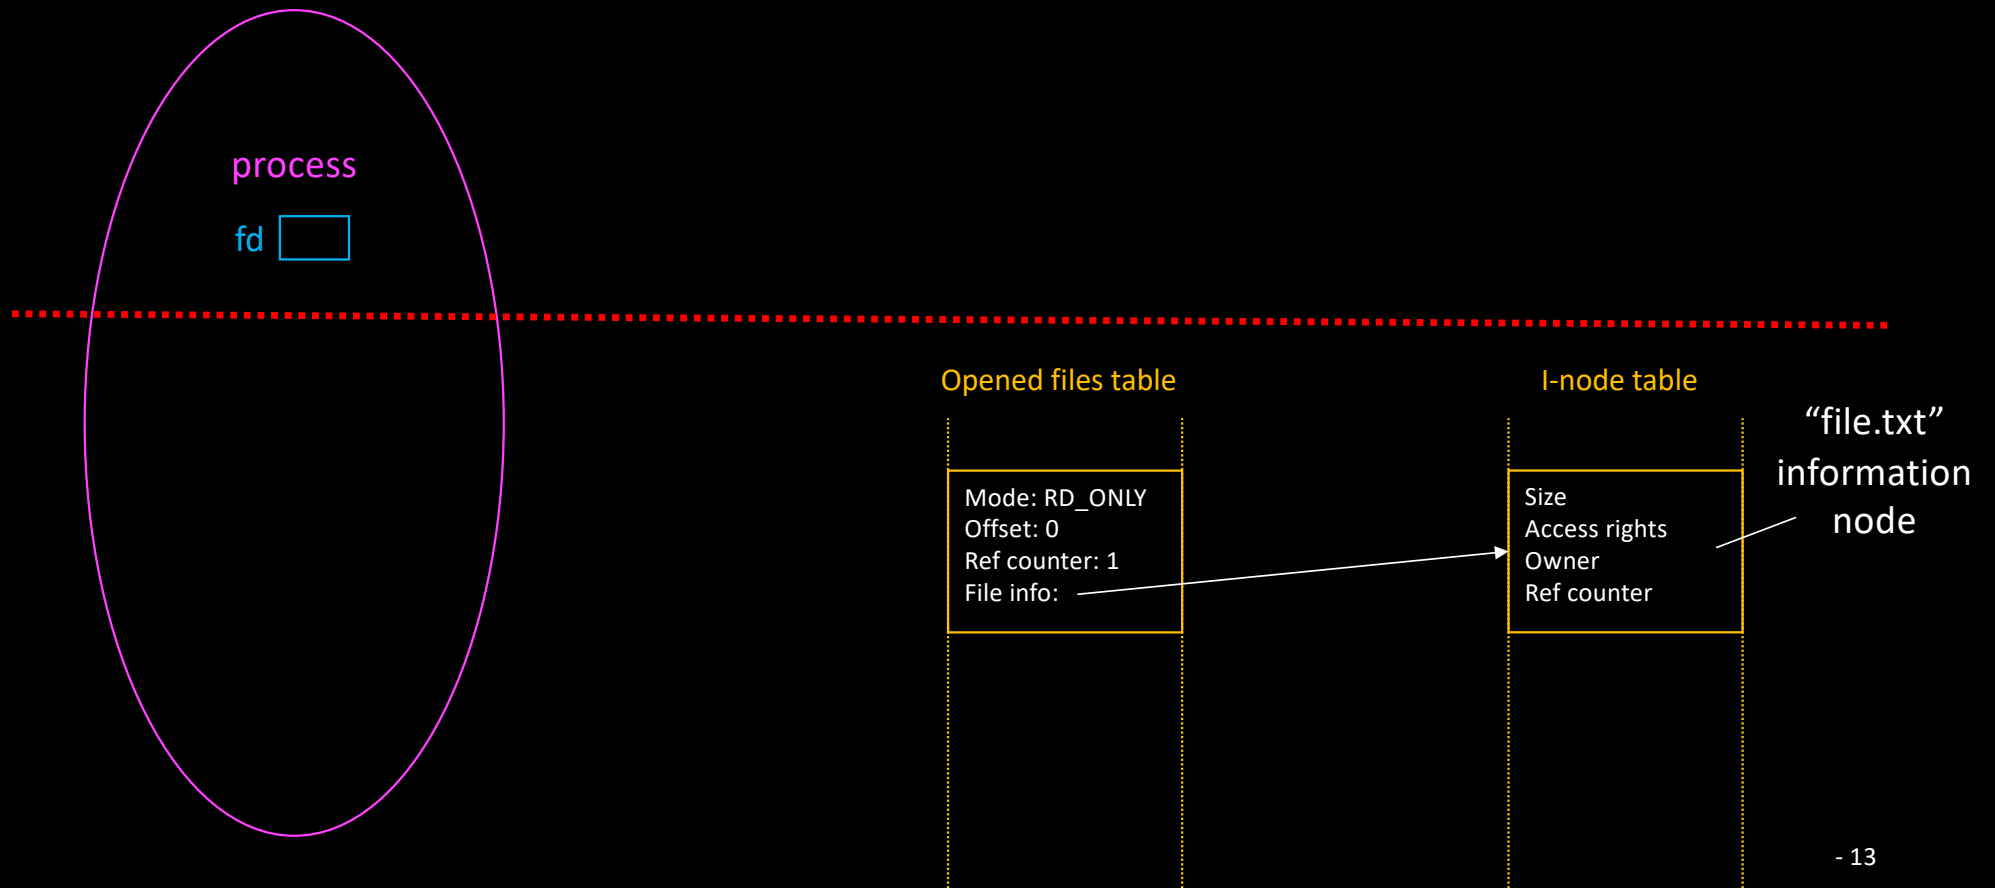 process
fd
Opened files table
I-node table
“file.txt”
information
node
Mode: RD_ONLY
Offset: 0
Ref counter: 1
File info:
Size
Access rights
Owner
Ref counter
- 13